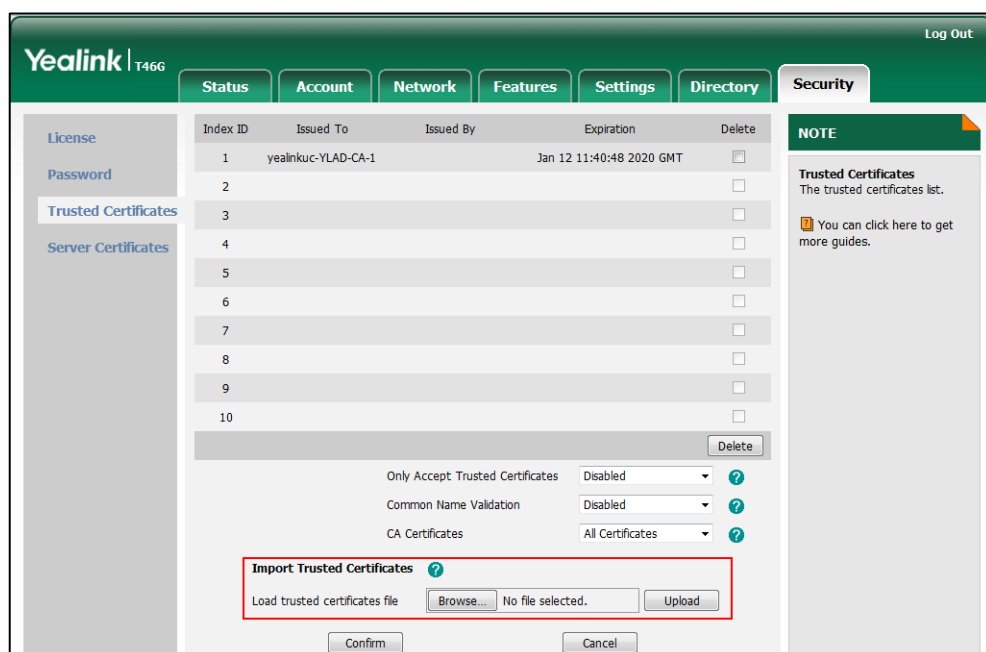 Log Out
Yealink | T46G
Status Account Network Features Settings Directory Security
License
Password
Trusted Certificates
Server Certificates
Index ID Issued To Issued By Expiration Delete
1 yealinkuc-YLAD-CA-1 Jan 12 11:40:48 2020 GMT
2
3
4
5
6
7
8
9
10
Delete
Only Accept Trusted Certificates Disabled ?
Common Name Validation Disabled ?
CA Certificates All Certificates ?
Import Trusted Certificates ?
Load trusted certificates file Browse... No file selected. Upload
Confirm Cancel
NOTE
Trusted Certificates
The trusted certificates list.
? You can click here to get
more guides.